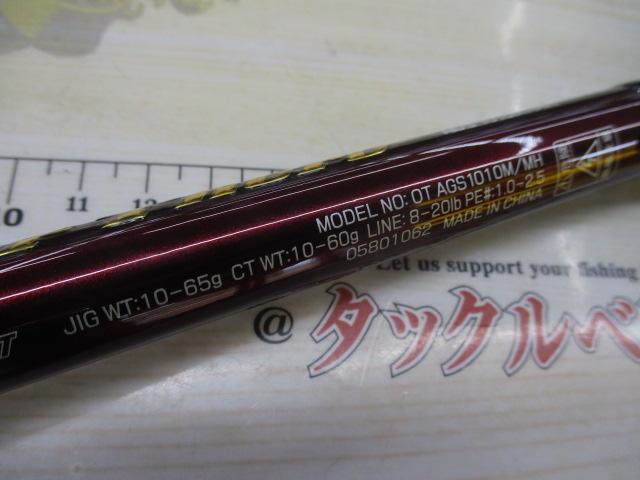 MODEL NO: OT AGS1010M/MH
JIG WT:10-65g CT WT:10-60g LINE: 8-20lb PE#:1.0-2.5
05801062 MADE IN CHINA
11 12
Let us support your fishing
@タックルベ